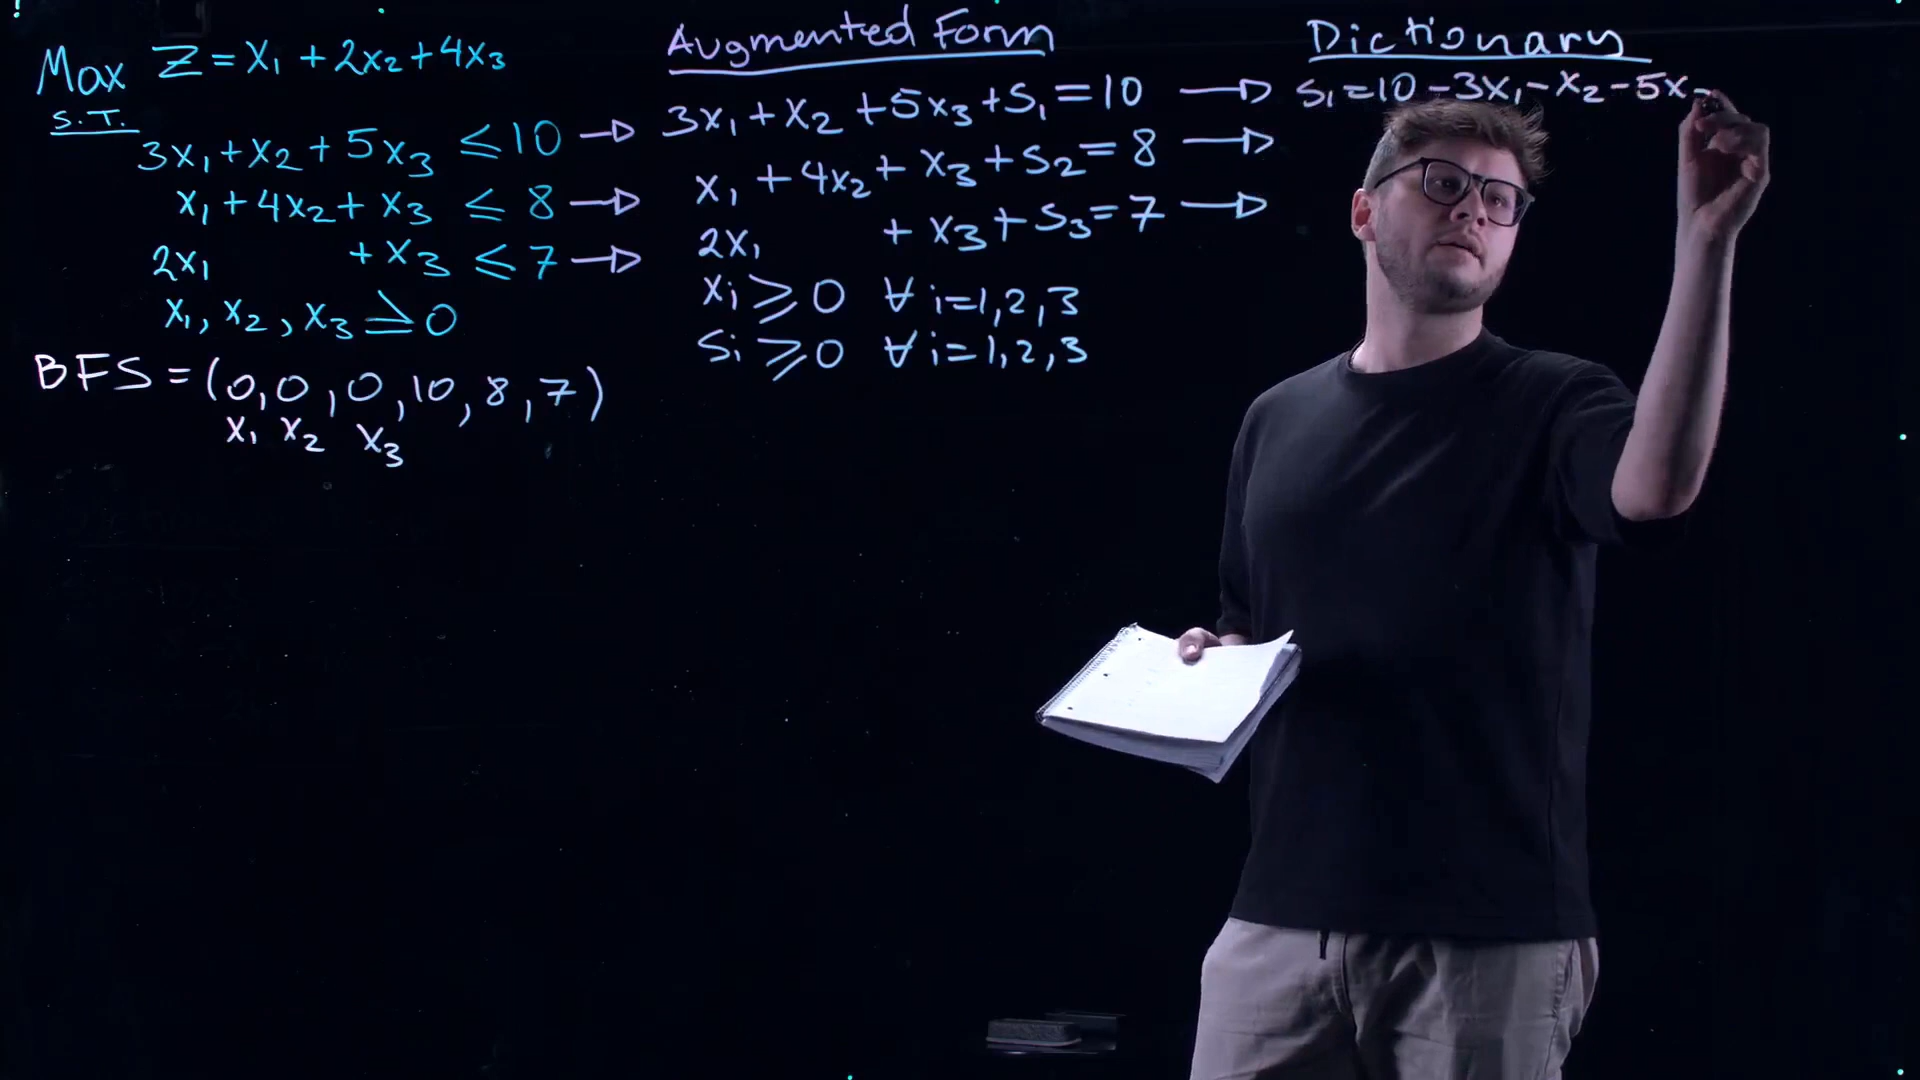 Max Z = x₁ + 2x₂ + 4x₃
S.T.
3x₁ + x₂ + 5x₃ ≤ 10 →
x₁ + 4x₂ + x₃ ≤ 8 →
2x₁ + x₃ ≤ 7 →
x₁, x₂, x₃ ≥ 0
BFS = (0, 0, 0, 10, 8, 7)
x₁ x₂ x₃
Augmented Form
3x₁ + x₂ + 5x₃ + S₁ = 10 →
x₁ + 4x₂ + x₃ + S₂ = 8 →
2x₁ + x₃ + S₃ = 7 →
xᵢ ≥ 0 ∀ i = 1, 2, 3
Sᵢ ≥ 0 ∀ i = 1, 2, 3
Dictionary
S₁ = 10 - 3x₁ - x₂ - 5x